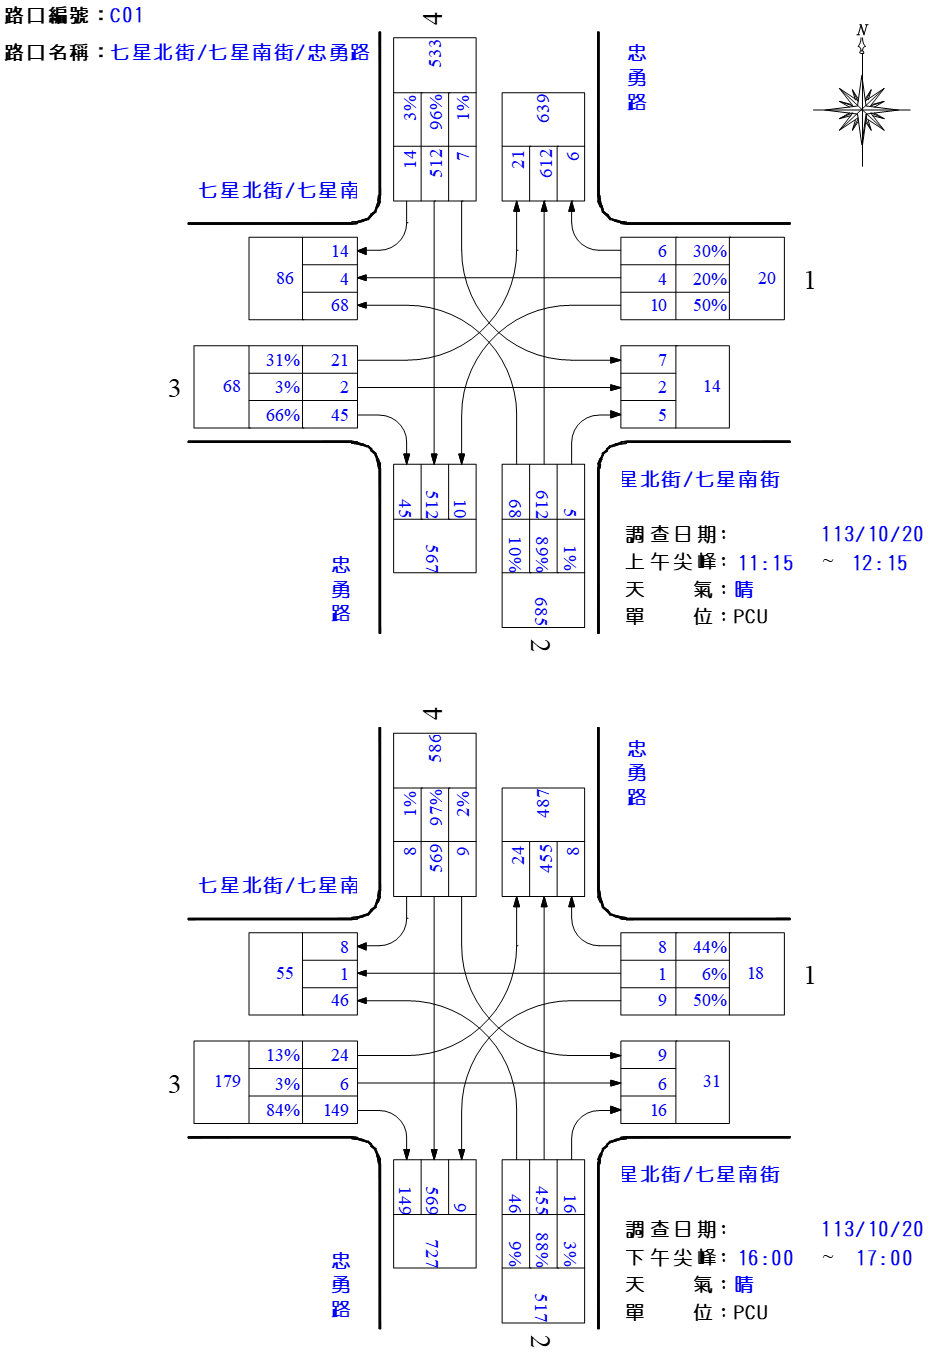 路口編號：C01
路口名稱：七星北街/七星南街/忠勇路
N
4
533
3% 96% 1%
14 512 7
639
21 612 6
忠勇路
七星北街/七星南
86
14
4
68
6 30%
4 20%
10 50%
20
1
3
68
31% 21
3% 2
66% 45
7
2
5
14
45 512 10
567
68 612 5
10% 89% 1%
685
2
忠勇路
星北街/七星南街
調查日期： 113/10/20
上午尖峰：11:15 ~ 12:15
天 氣：晴
單 位：PCU
4
586
1% 97% 2%
8 569 9
487
24 455 8
忠勇路
七星北街/七星南
55
8
1
46
8 44%
1 6%
9 50%
18
1
3
179
13% 24
3% 6
84% 149
9
6
16
31
149 569 9
727
46 455 16
9% 88% 3%
517
2
忠勇路
星北街/七星南街
調查日期： 113/10/20
下午尖峰：16:00 ~ 17:00
天 氣：晴
單 位：PCU